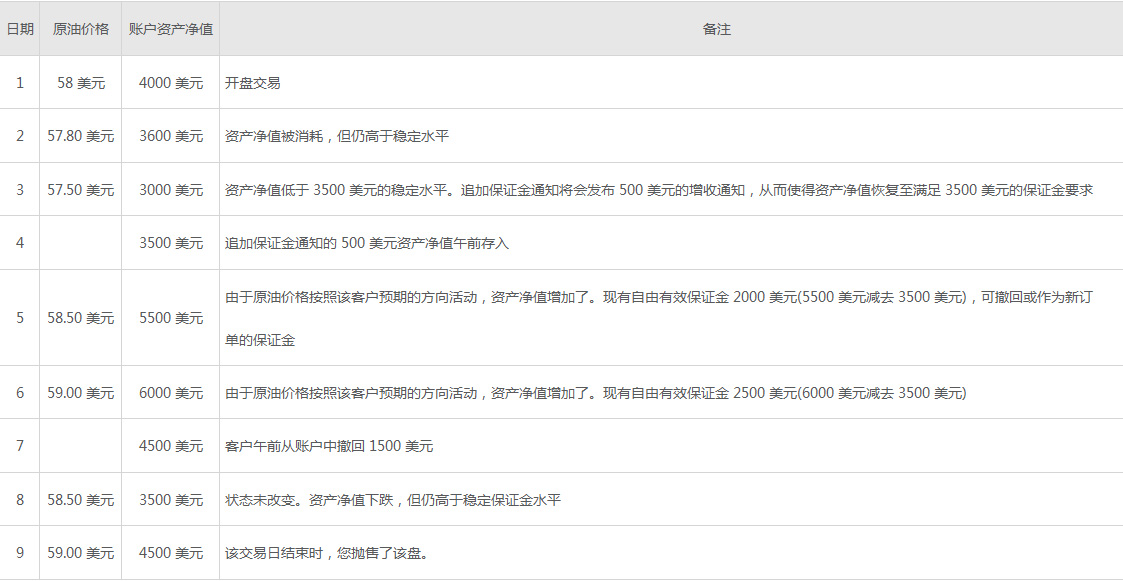 日期 原油价格 账户资产净值 备注
1 58 美元 4000 美元 开盘交易
2 57.80 美元 3600 美元 资产净值被消耗，但仍高于稳定水平
3 57.50 美元 3000 美元 资产净值低于 3500 美元的稳定水平。追加保证金通知将会发布 500 美元的增收通知，从而使得资产净值恢复至满足 3500 美元的保证金要求
4 3500 美元 追加保证金通知的 500 美元资产净值午前存入
5 58.50 美元 5500 美元 由于原油价格按照该客户预期的方向活动，资产净值增加了。现有自由有效保证金 2000 美元(5500 美元减去 3500 美元)，可撤回或作为新订
单的保证金
6 59.00 美元 6000 美元 由于原油价格按照该客户预期的方向活动，资产净值增加了。现有自由有效保证金 2500 美元(6000 美元减去 3500 美元)
7 4500 美元 客户午前从账户中撤回 1500 美元
8 58.50 美元 3500 美元 状态未改变。资产净值下跌，但仍高于稳定保证金水平
9 59.00 美元 4500 美元 该交易日结束时，您抛售了该盘。